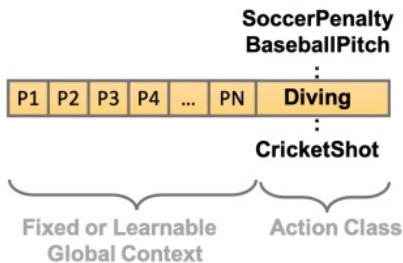 SoccerPenalty
BaseballPitch
P1 P2 P3 P4 ... PN Diving
CricketShot
Fixed or Learnable Action Class
Global Context